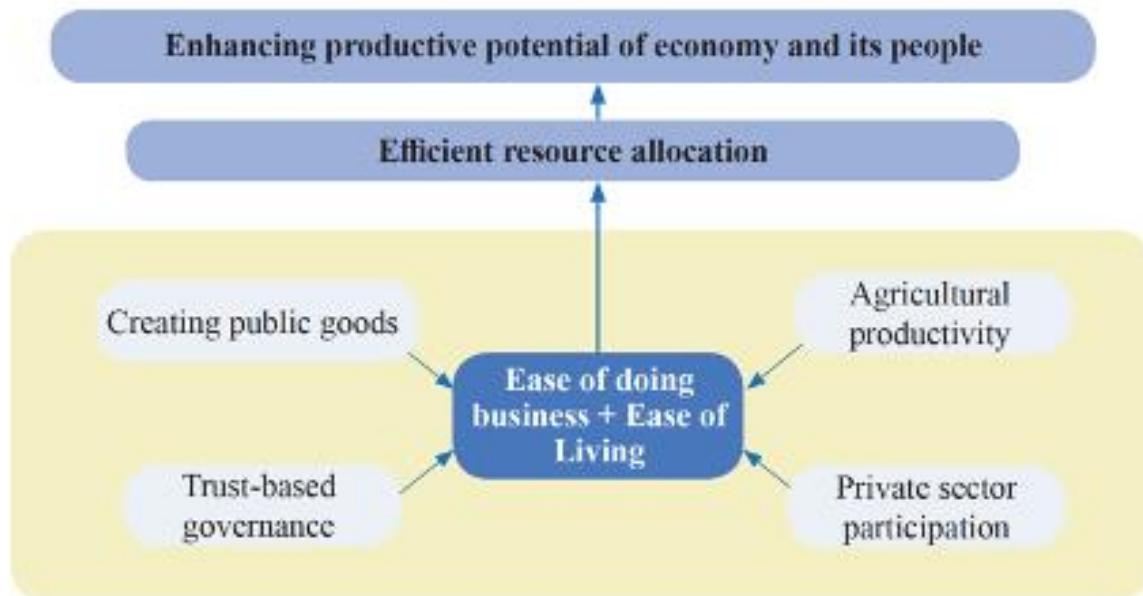 Enhancing productive potential of economy and its people
Efficient resource allocation
Creating public goods
Agricultural
productivity
Ease of doing
business + Ease of
Living
Trust-based
governance
Private sector
participation